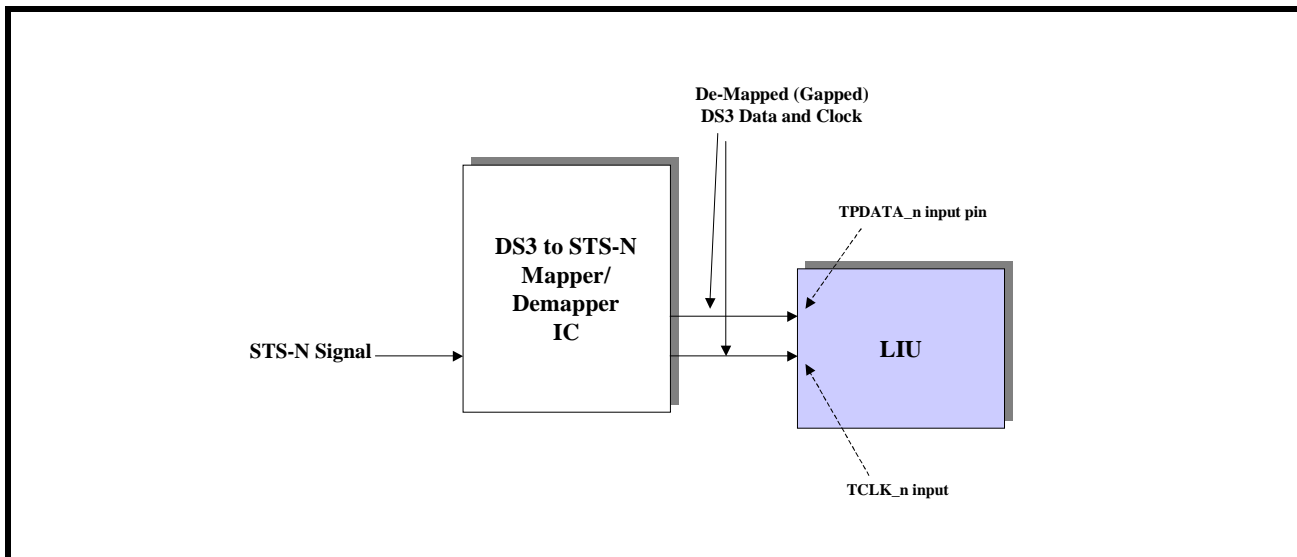 De-Mapped (Gapped)
DS3 Data and Clock
TPDATA_n input pin
DS3 to STS-N
Mapper/
Demapper
IC
STS-N Signal
LIU
TCLK_n input